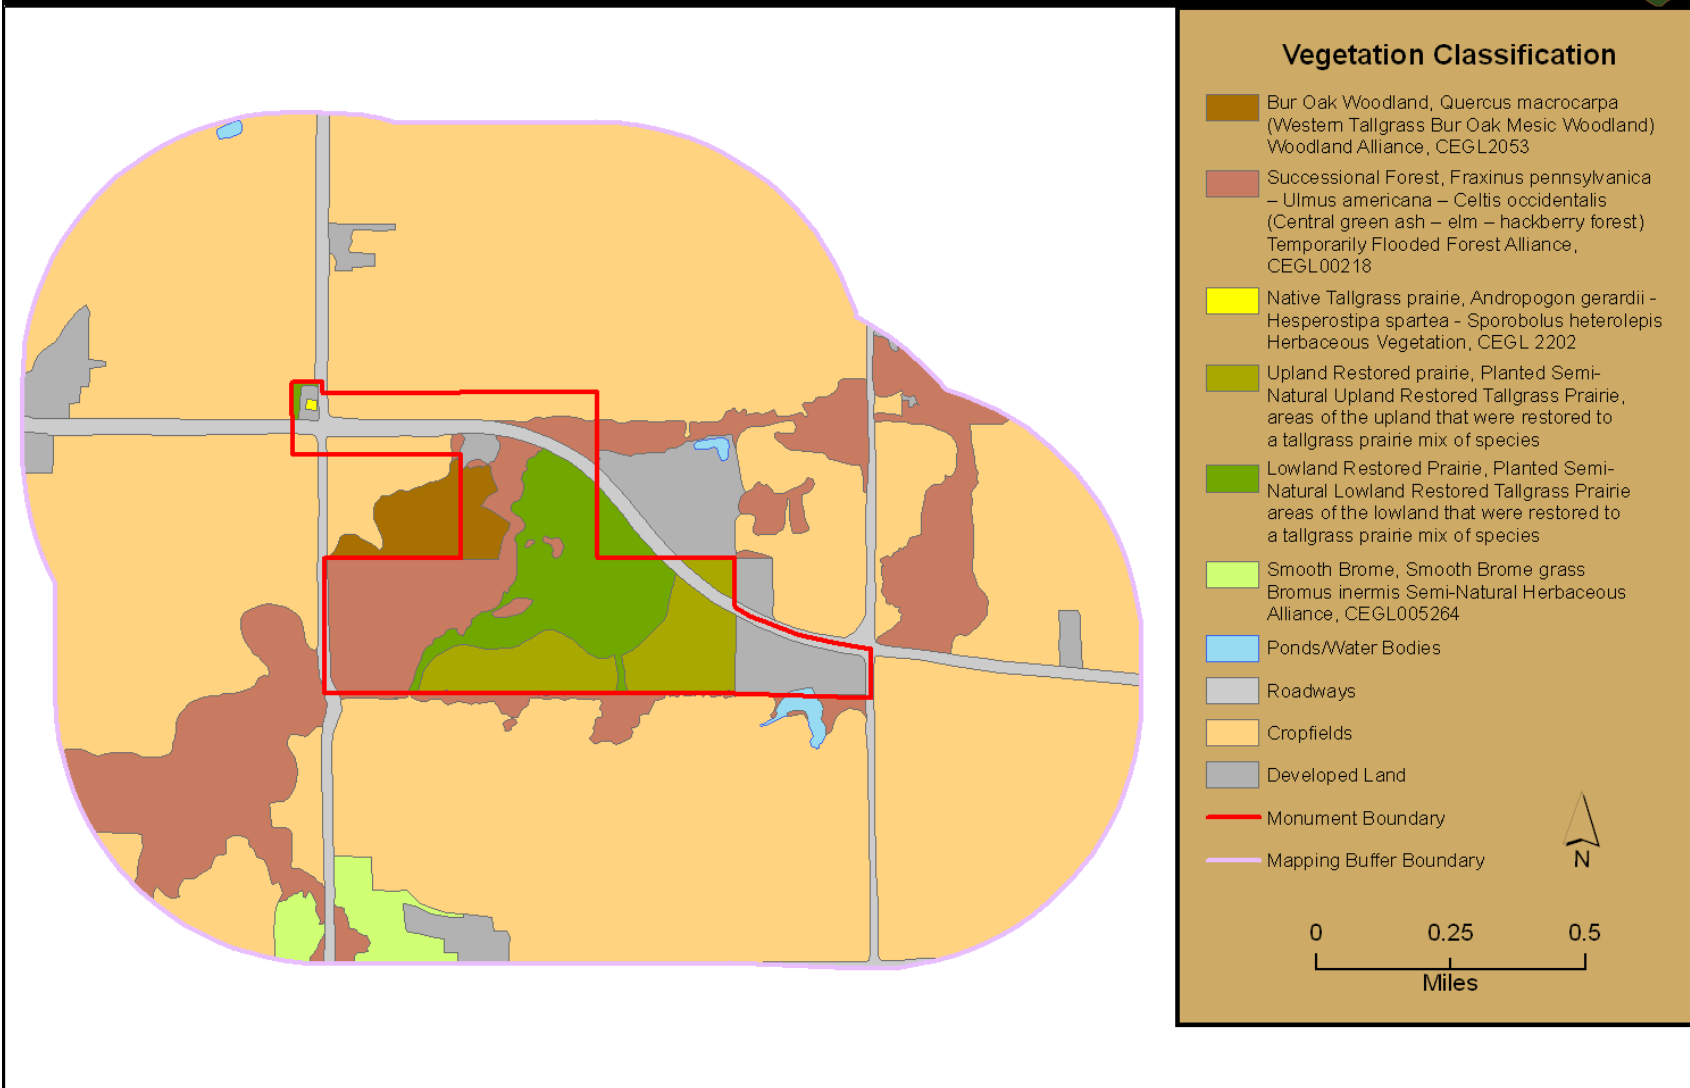 Vegetation Classification
Bur Oak Woodland, Quercus macrocarpa
(Western Tallgrass Bur Oak Mesic Woodland)
Woodland Alliance, CEGL2053
Successional Forest, Fraxinus pennsylvanica
– Ulmus americana – Celtis occidentalis
(Central green ash – elm – hackberry forest)
Temporarily Flooded Forest Alliance,
CEGL00218
Native Tallgrass prairie, Andropogon gerardii -
Hesperostipa spartea - Sporobolus heterolepis
Herbaceous Vegetation, CEGL 2202
Upland Restored prairie, Planted Semi-
Natural Upland Restored Tallgrass Prairie,
areas of the upland that were restored to
a tallgrass prairie mix of species
Lowland Restored Prairie, Planted Semi-
Natural Lowland Restored Tallgrass Prairie
areas of the lowland that were restored to
a tallgrass prairie mix of species
Smooth Brome, Smooth Brome grass
Bromus inermis Semi-Natural Herbaceous
Alliance, CEGL005264
Ponds/Water Bodies
Roadways
Cropfields
Developed Land
Monument Boundary
Mapping Buffer Boundary
N
0 0.25 0.5
Miles